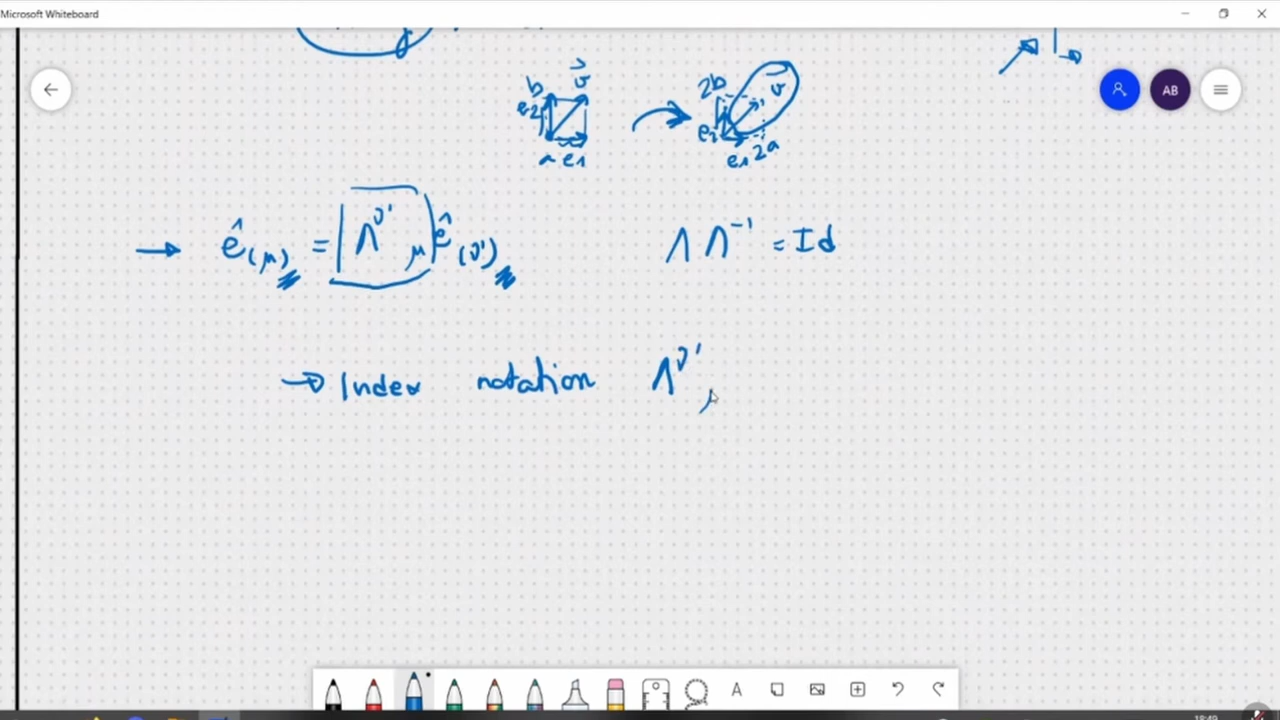 Microsoft Whiteboard
AB
b v⃗ e2 a e1
2b v⃗ e2 e1 2a
→ ê(μ) = Λ^ν'_μ ê(ν') Λ Λ⁻¹ = Id
→ Index notation Λ^ν'
A